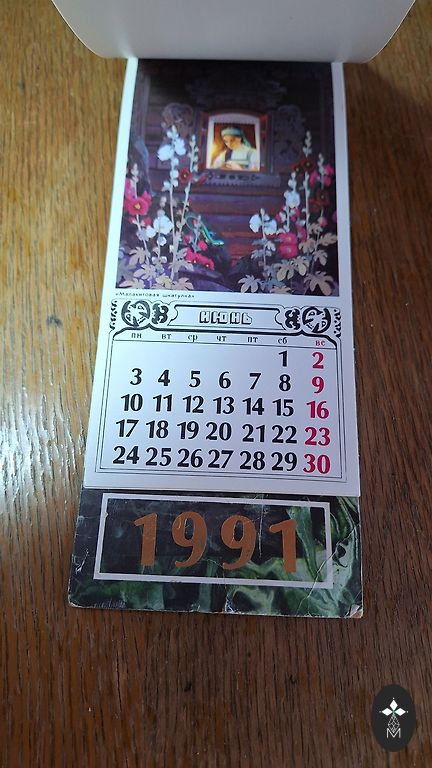 «Малахитовая шкатулка»
ИЮНЬ
пн вт ср чт пт сб вс
1 2
3 4 5 6 7 8 9
10 11 12 13 14 15 16
17 18 19 20 21 22 23
24 25 26 27 28 29 30
1991
M